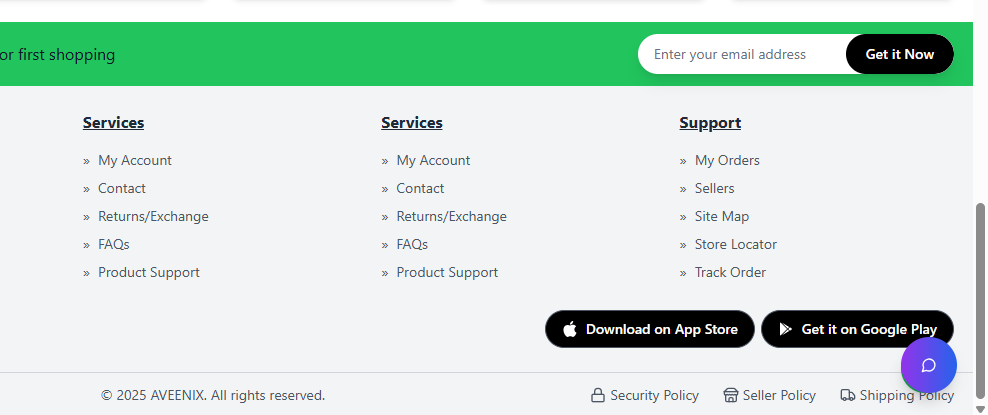 or first shopping
Enter your email address
Get it Now
Services
» My Account
» Contact
» Returns/Exchange
» FAQs
» Product Support
Services
» My Account
» Contact
» Returns/Exchange
» FAQs
» Product Support
Support
» My Orders
» Sellers
» Site Map
» Store Locator
» Track Order
Download on App Store
Get it on Google Play
© 2025 AVEENIX. All rights reserved.
Security Policy
Seller Policy
Shipping Policy